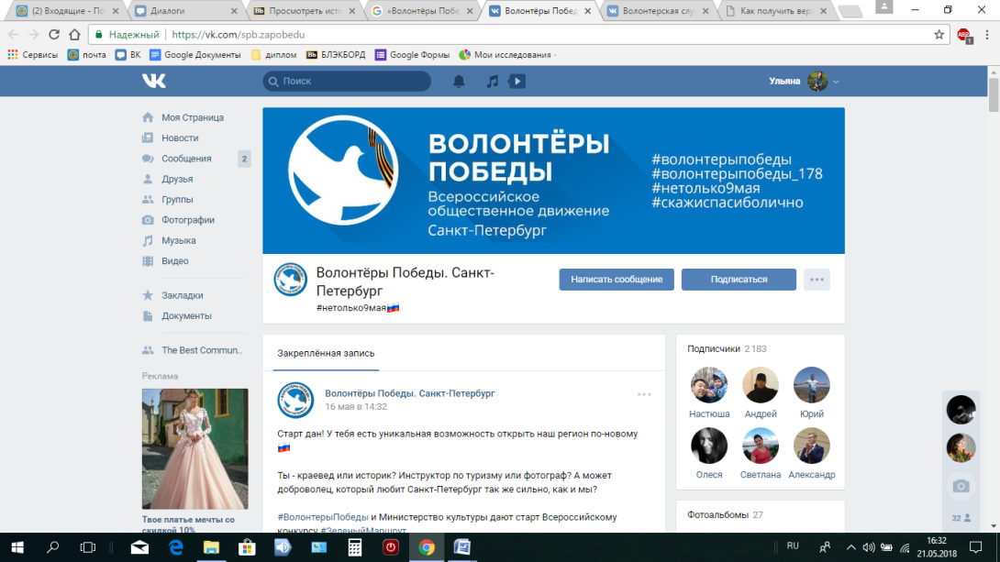 (2) Входящие - По
Диалоги
Просмотреть исто
«Волонтёры Побе
Волонтёры Побед
Волонтерская слу
Как получить вер
Надежный | https://vk.com/spb.zapobedu
Сервисы
почта
ВК
Google Документы
диплом
Bb БЛЭКБОРД
Google Формы
Мои исследования -
Поиск
Ульяна
Моя Страница
Новости
Сообщения 2
Друзья
Группы
Фотографии
Музыка
Видео
Закладки
Документы
The Best Commun..
Реклама
Твое платье мечты со
скидкой 10%
ВОЛОНТЁРЫ
ПОБЕДЫ
Всероссийское
общественное движение
Санкт-Петербург
#волонтерыпобеды
#волонтерыпобеды_178
#нетолько9мая
#скажиспасиболично
Волонтёры Победы. Санкт-
Петербург
#нетолько9мая
Написать сообщение
Подписаться
Закреплённая запись
Волонтёры Победы. Санкт-Петербург
16 мая в 14:32
Старт дан! У тебя есть уникальная возможность открыть наш регион по-новому
Ты - краевед или историк? Инструктор по туризму или фотограф? А может
доброволец, который любит Санкт-Петербург так же сильно, как и мы?
#ВолонтерыПобеды и Министерство культуры дают старт Всероссийскому
конкурсу #ЗеленыйМаршрут
Подписчики 2 183
Настюша
Андрей
Юрий
Олеся
Светлана
Александр
Фотоальбомы 27
32
RU
16:32
21.05.2018